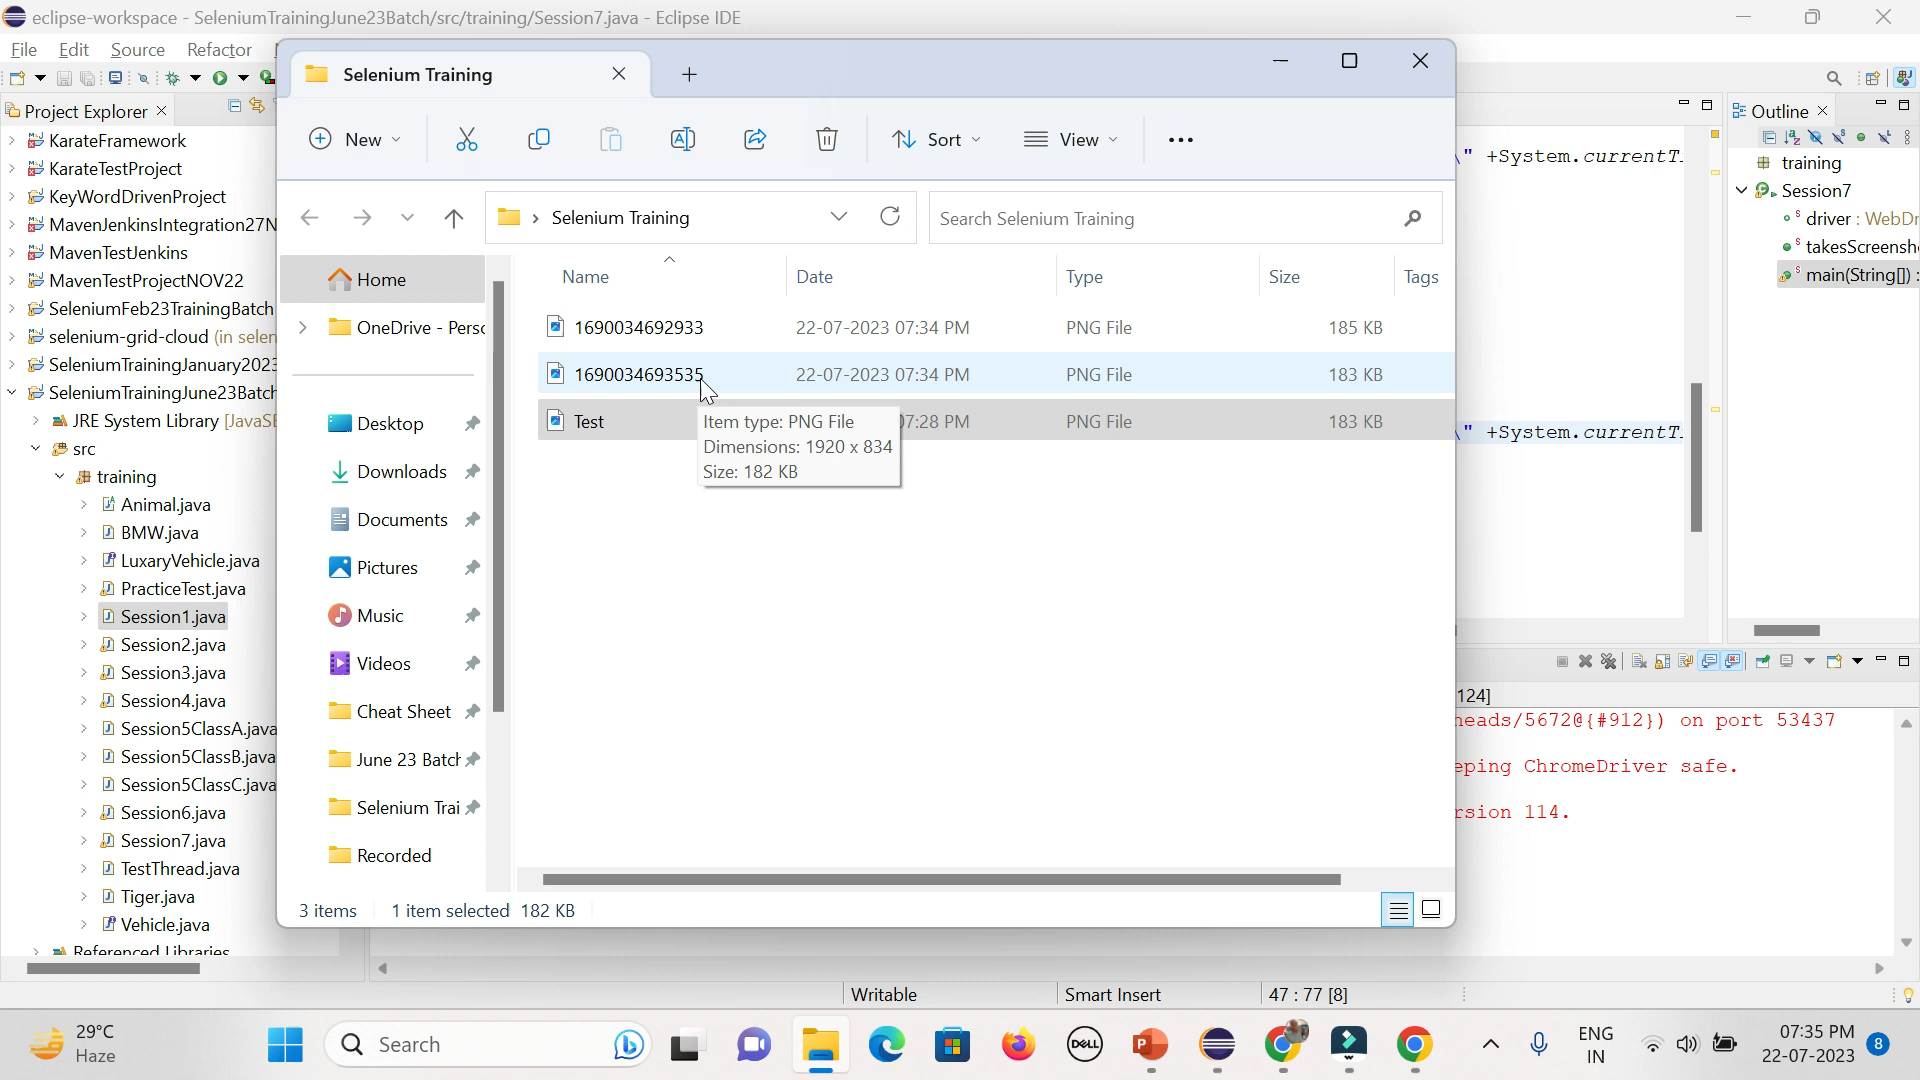 eclipse-workspace - SeleniumTrainingJune23Batch/src/training/Session7.java - Eclipse IDE
File Edit Source Refactor
Project Explorer
KarateFramework
KarateTestProject
KeyWordDrivenProject
MavenJenkinsIntegration27N
MavenTestJenkins
MavenTestProjectNOV22
SeleniumFeb23TrainingBatch
selenium-grid-cloud (in selen
SeleniumTrainingJanuary2023
SeleniumTrainingJune23Batch
JRE System Library [JavaSE
src
training
Animal.java
BMW.java
LuxaryVehicle.java
PracticeTest.java
Session1.java
Session2.java
Session3.java
Session4.java
Session5ClassA.java
Session5ClassB.java
Session5ClassC.java
Session6.java
Session7.java
TestThread.java
Tiger.java
Vehicle.java
Referenced Libraries
Selenium Training
New Sort View
Selenium Training
Search Selenium Training
Home
OneDrive - Perso
Desktop
Downloads
Documents
Pictures
Music
Videos
Cheat Sheet
June 23 Batch
Selenium Trai
Recorded
Name Date Type Size Tags
1690034692933 22-07-2023 07:34 PM PNG File 185 KB
1690034693535 22-07-2023 07:34 PM PNG File 183 KB
Test 07:28 PM PNG File 183 KB
Item type: PNG File
Dimensions: 1920 x 834
Size: 182 KB
3 items 1 item selected 182 KB
\" +System.currentT
\" +System.currentT
Outline
training
Session7
driver : WebDr
takesScreensh
main(String[]) :
124]
heads/5672@{#912}) on port 53437
eping ChromeDriver safe.
rsion 114.
Writable Smart Insert 47 : 77 [8]
29°C
Haze
Search
DELL
ENG
IN
07:35 PM
22-07-2023
8